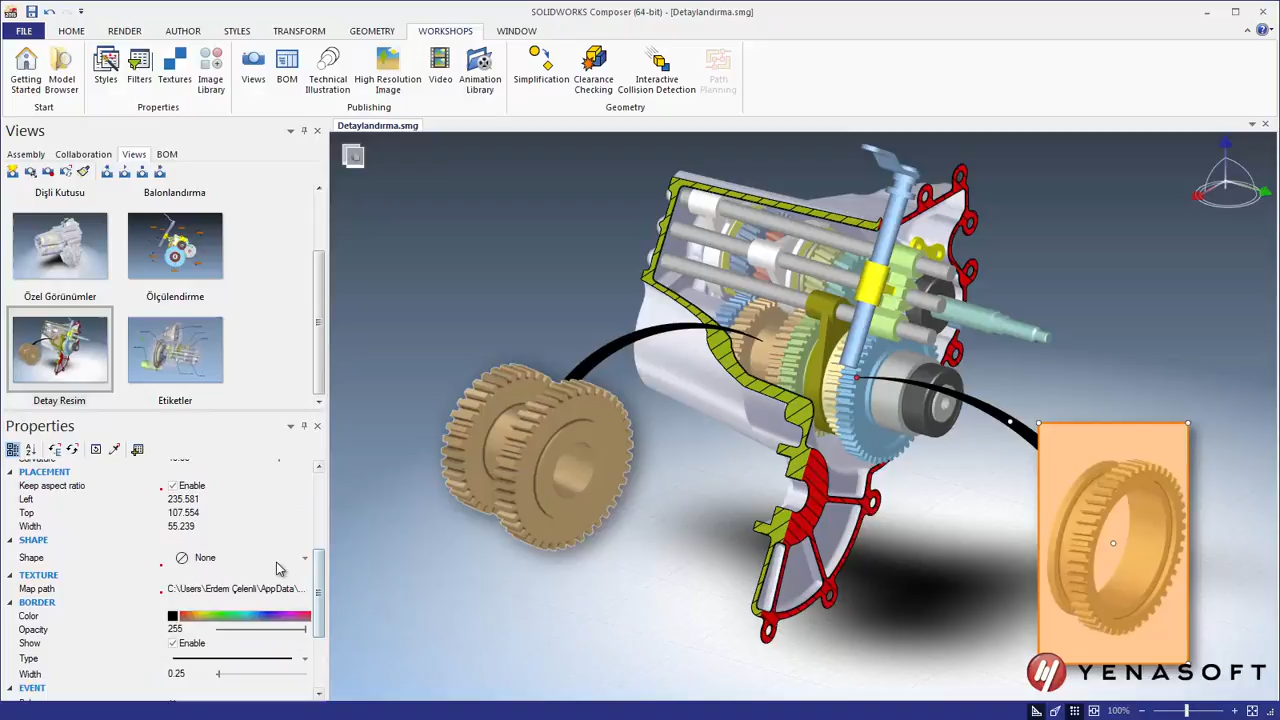 SOLIDWORKS Composer (64-bit) - [Detaylandırma.smg]
FILE HOME RENDER AUTHOR STYLES TRANSFORM GEOMETRY WORKSHOPS WINDOW
Getting Started
Model Browser
Styles
Filters
Textures
Image Library
Views
BOM
Technical Illustration
High Resolution Image
Video
Animation Library
Simplification
Clearance Checking
Interactive Collision Detection
Path Planning
Start
Properties
Publishing
Geometry
Views
Detaylandırma.smg
Assembly Collaboration Views BOM
Dişli Kutusu
Balonlandırma
Özel Görünümler
Ölçülendirme
Detay Resim
Etiketler
Properties
PLACEMENT
Keep aspect ratio Enable
Left 235.581
Top 107.554
Width 55.239
SHAPE
Shape None
TEXTURE
Map path C:\Users\Erdem Çelenli\AppData\...
BORDER
Color
Opacity 255
Show Enable
Type
Width 0.25
EVENT
YENASOFT
100%